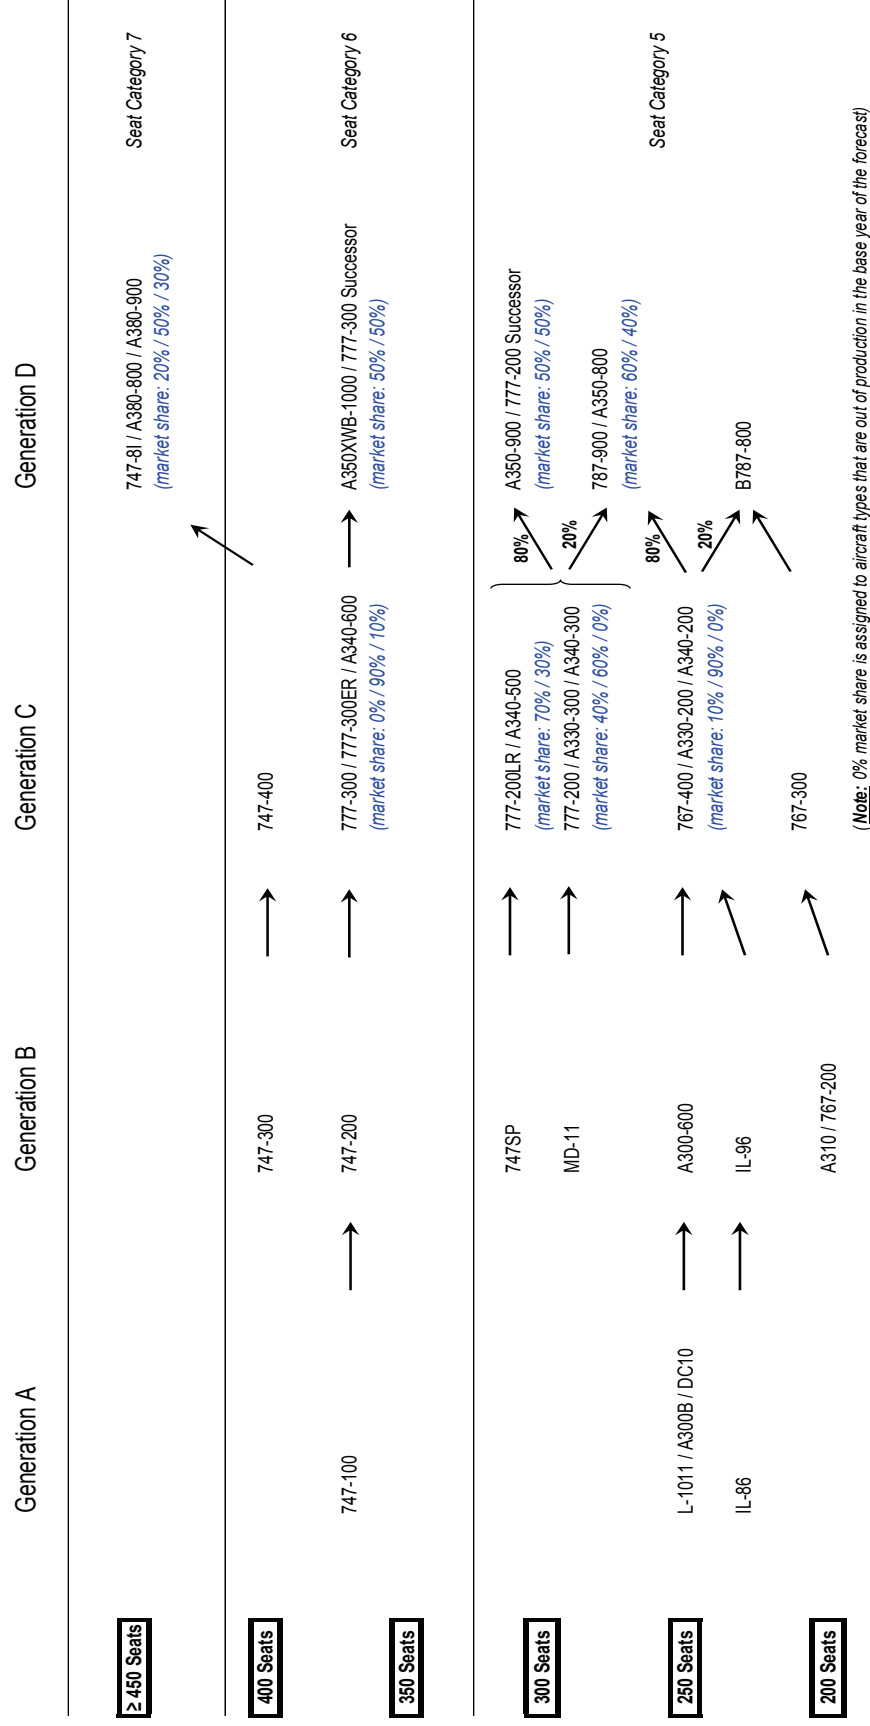 Generation A
Generation B
Generation C
Generation D
≥ 450 Seats
747-8I / A380-800 / A380-900
(market share: 20% / 50% / 30%)
Seat Category 7
400 Seats
747-300
747-400
747-100
747-200
777-300 / 777-300ER / A340-600
(market share: 0% / 90% / 10%)
A350XWB-1000 / 777-300 Successor
(market share: 50% / 50%)
Seat Category 6
350 Seats
300 Seats
747SP
777-200LR / A340-500
(market share: 70% / 30%)
80%
A350-900 / 777-200 Successor
(market share: 50% / 50%)
MD-11
777-200 / A330-300 / A340-300
(market share: 40% / 60% / 0%)
20%
787-900 / A350-800
(market share: 60% / 40%)
Seat Category 5
250 Seats
L-1011 / A300B / DC10
A300-600
767-400 / A330-200 / A340-200
(market share: 10% / 90% / 0%)
80%
20%
IL-86
IL-96
B787-800
767-300
200 Seats
A310 / 767-200
(Note: 0% market share is assigned to aircraft types that are out of production in the base year of the forecast)